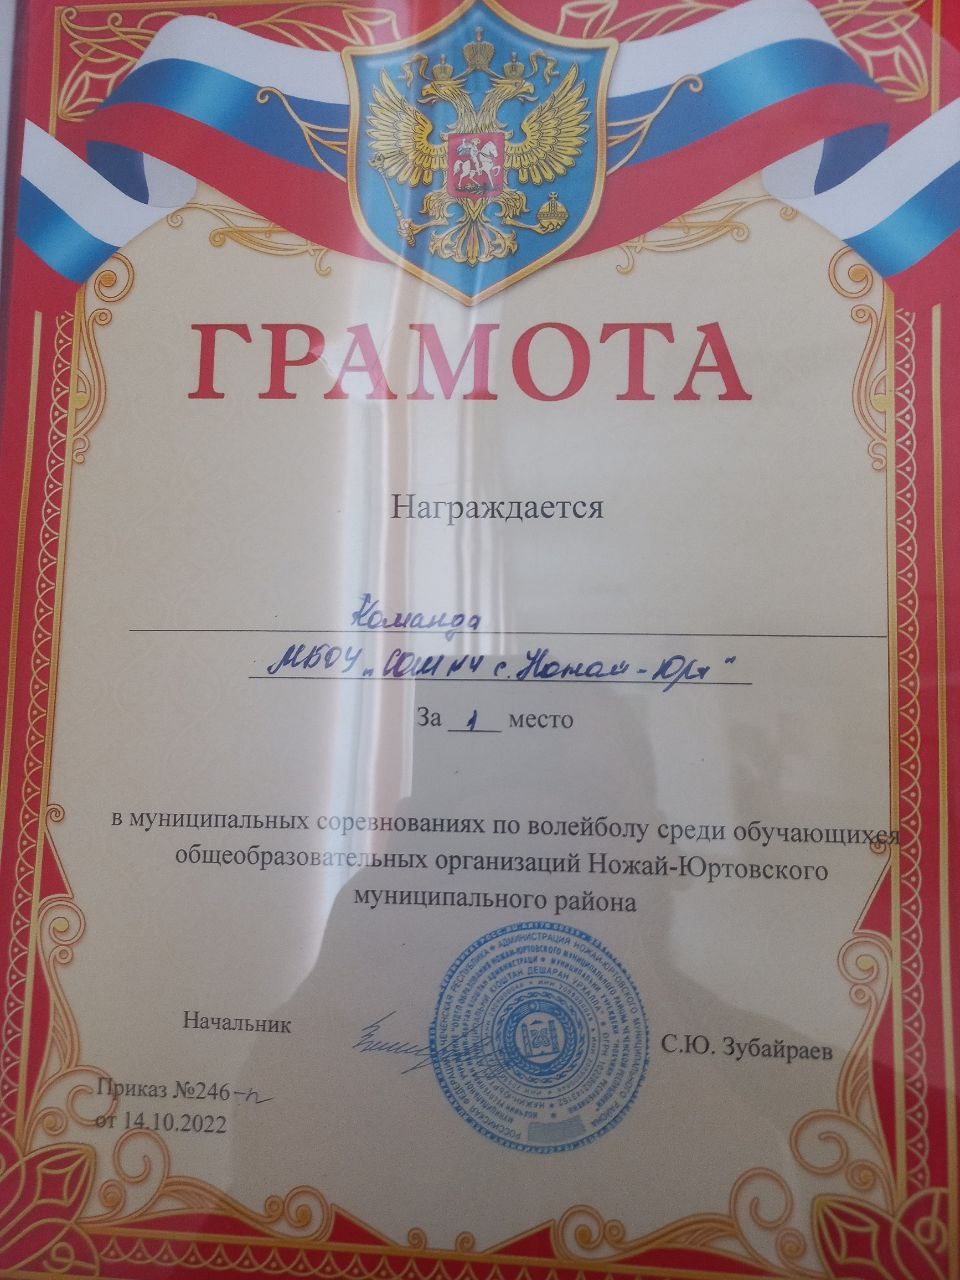 ГРАМОТА
Награждается
Команда
МБОУ „СОШ №4 с. Ножай-Юрт"
За 1 место
в муниципальных соревнованиях по волейболу среди обучающихся
общеобразовательных организаций Ножай-Юртовского
муниципального района
Начальник
С.Ю. Зубайраев
Приказ №246-п
от 14.10.2022